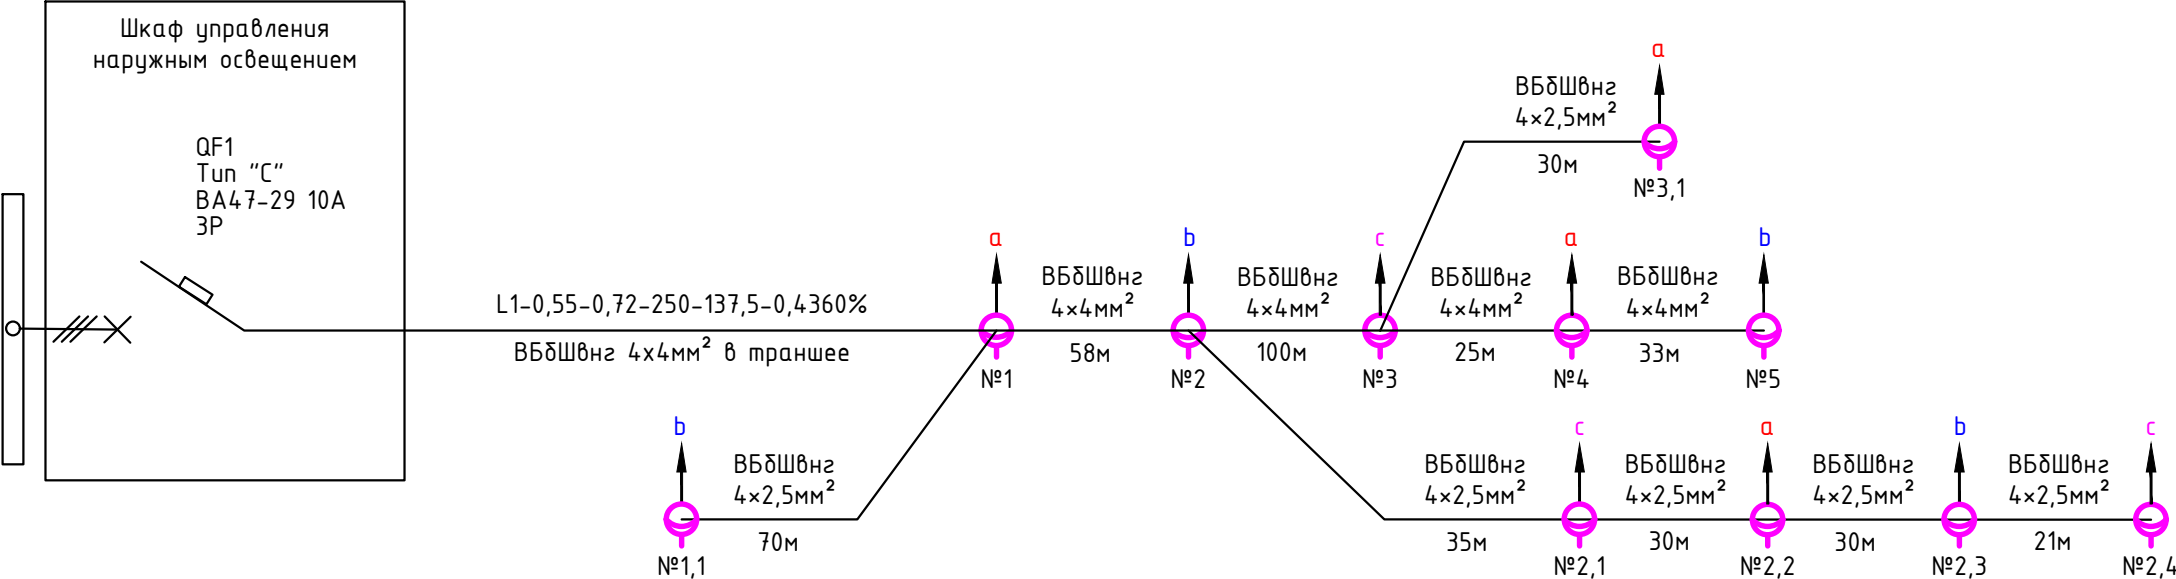 Шкаф управления
наружным освещением
QF1
Тип "С"
ВА47-29 10А
3Р
L1-0,55-0,72-250-137,5-0,4360%
ВБбШвнг 4х4мм² в траншее
a
№1
ВБбШвнг
4×4мм²
58м
b
№2
ВБбШвнг
4×4мм²
100м
c
№3
ВБбШвнг
4×4мм²
25м
a
№4
ВБбШвнг
4×4мм²
33м
b
№5
ВБбШвнг
4×2,5мм²
30м
a
№3,1
b
№1,1
ВБбШвнг
4×2,5мм²
70м
ВБбШвнг
4×2,5мм²
35м
c
№2,1
ВБбШвнг
4×2,5мм²
30м
a
№2,2
ВБбШвнг
4×2,5мм²
30м
b
№2,3
ВБбШвнг
4×2,5мм²
21м
c
№2,4